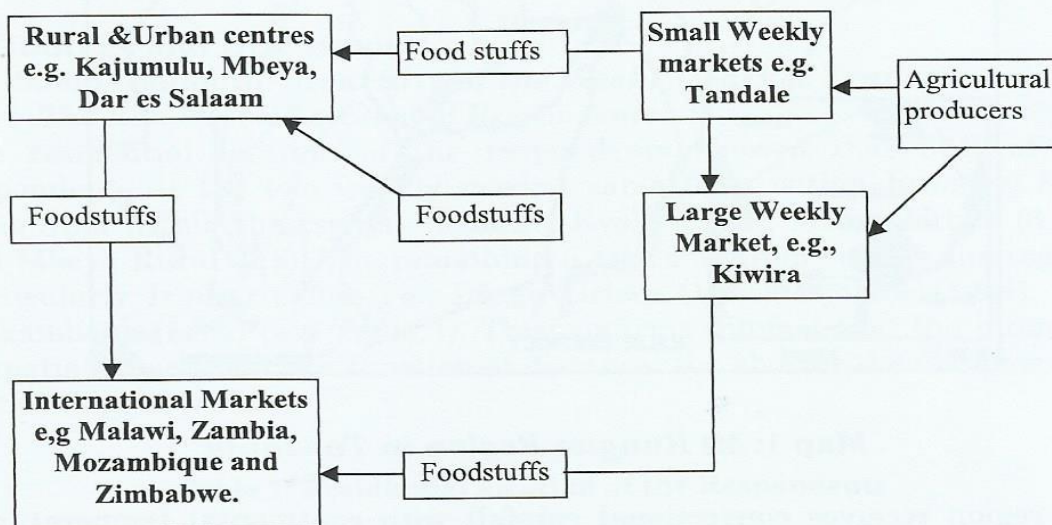 Rural &Urban centres
e.g. Kajumulu, Mbeya,
Dar es Salaam
Food stuffs
Small Weekly
markets e.g.
Tandale
Agricultural
producers
Foodstuffs
Foodstuffs
Large Weekly
Market, e.g.,
Kiwira
International Markets
e,g Malawi, Zambia,
Mozambique and
Zimbabwe.
Foodstuffs